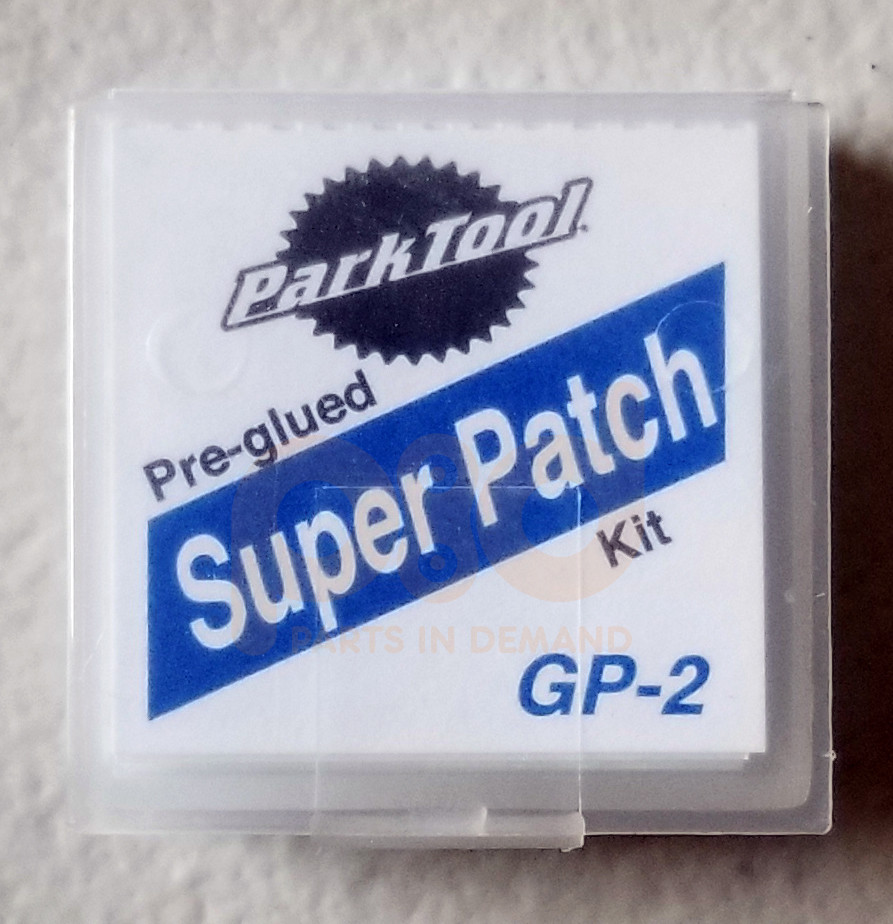 ParkTool
Pre-glued
Super Patch
Kit
PARTS IN DEMAND
GP-2